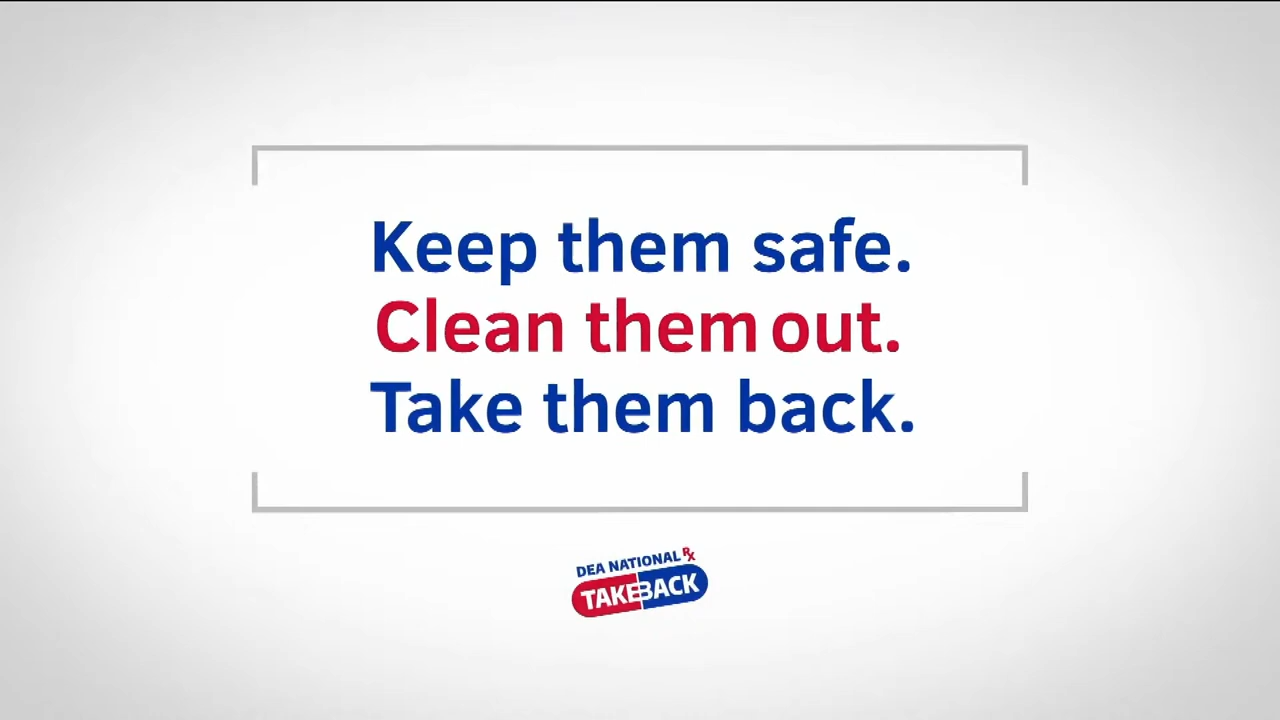 Keep them safe.
Clean them out.
Take them back.
DEA NATIONAL Rx
TAKEBACK